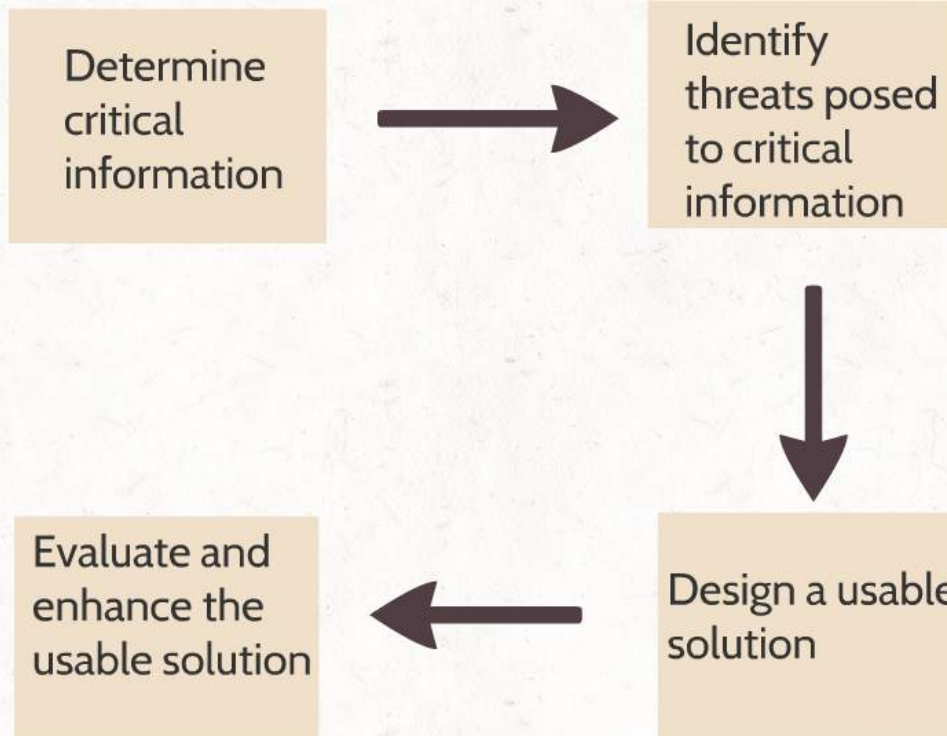 Determine
critical
information
Identify
threats posed
to critical
information
Design a usable
solution
Evaluate and
enhance the
usable solution